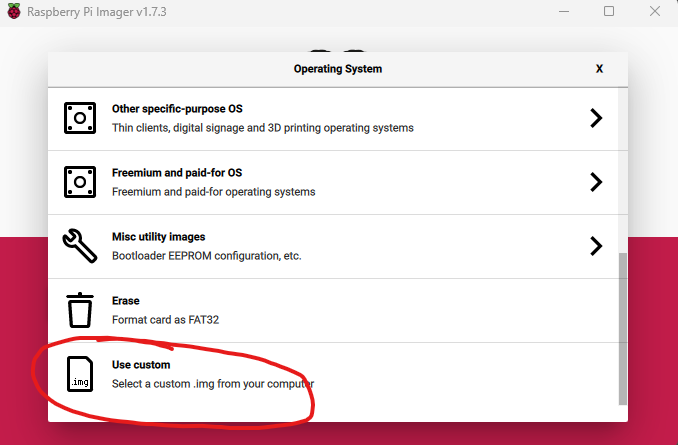 Raspberry Pi Imager v1.7.3
Operating System
X
Other specific-purpose OS
Thin clients, digital signage and 3D printing operating systems
Freemium and paid-for OS
Freemium and paid-for operating systems
Misc utility images
Bootloader EEPROM configuration, etc.
Erase
Format card as FAT32
Use custom
.img
Select a custom .img from your computer